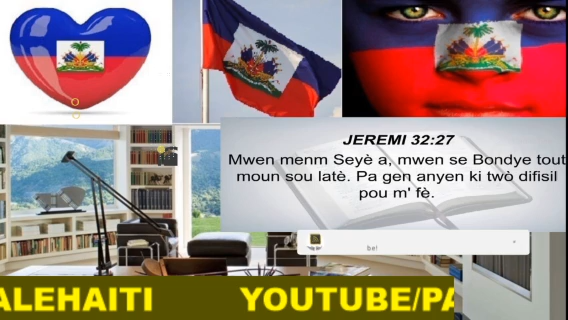 JEREMI 32:27
Mwen menm Seyè a, mwen se Bondye tout
moun sou latè. Pa gen anyen ki twò difisil
pou m' fè.
be!
ALEHAITI YOUTUBE/PA